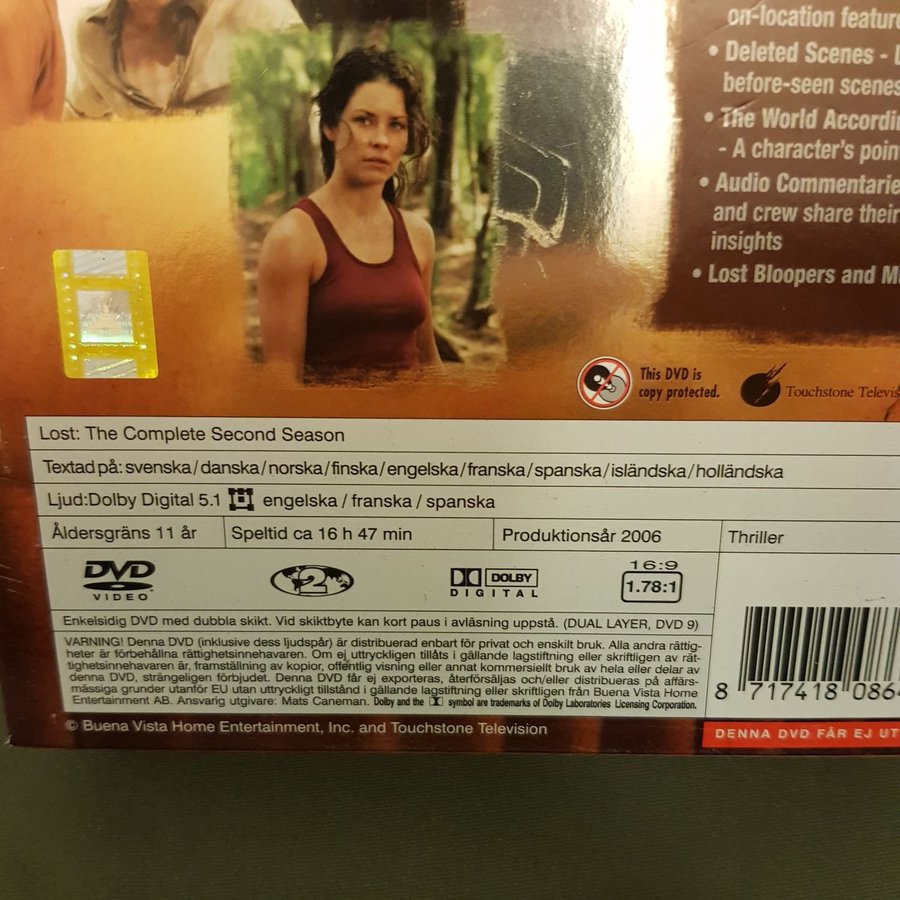 on-location feature
• Deleted Scenes -
before-seen scenes
• The World Accordin
- A character's poin
• Audio Commentarie
and crew share their
insights
• Lost Bloopers and
This DVD is
copy protected.
Touchstone Televis
Lost: The Complete Second Season
Textad på: svenska/danska/norska/finska/engelska/franska/spanska/isländska/holländska
Ljud:Dolby Digital 5.1 engelska / franska / spanska
Åldersgräns 11 år
Speltid ca 16 h 47 min
Produktionsår 2006
Thriller
DVD
VIDEO
2
DOLBY
DIGITAL
16:9
1.78:1
Enkelsidig DVD med dubbla skikt. Vid skiktbyte kan kort paus i avläsning uppstå. (DUAL LAYER, DVD 9)
VARNING! Denna DVD (inklusive dess ljudspår) är distribuerad enbart för privat och enskilt bruk. Alla andra rättig-
heter är förbehållna rättighetsinnehavaren. Om ej uttryckligen tillåts i gällande lagstiftning eller skriftligen av rät-
tighetsinnehavaren är, framställning av kopior, offentlig visning eller annat kommersiellt bruk av hela eller delar av
denna DVD, strängeligen förbjudet. Denna DVD får ej exporteras, återförsäljas och/eller distribueras på affärs-
mässiga grunder utanför EU utan uttryckligt tillstånd i gällande lagstiftning eller skriftligen från Buena Vista Home
Entertainment AB. Ansvarig utgivare: Mats Caneman. Dolby and the symbol are trademarks of Dolby Laboratories Licensing Corporation.
8 717418 0864
© Buena Vista Home Entertainment, Inc. and Touchstone Television
DENNA DVD FÅR EJ UT